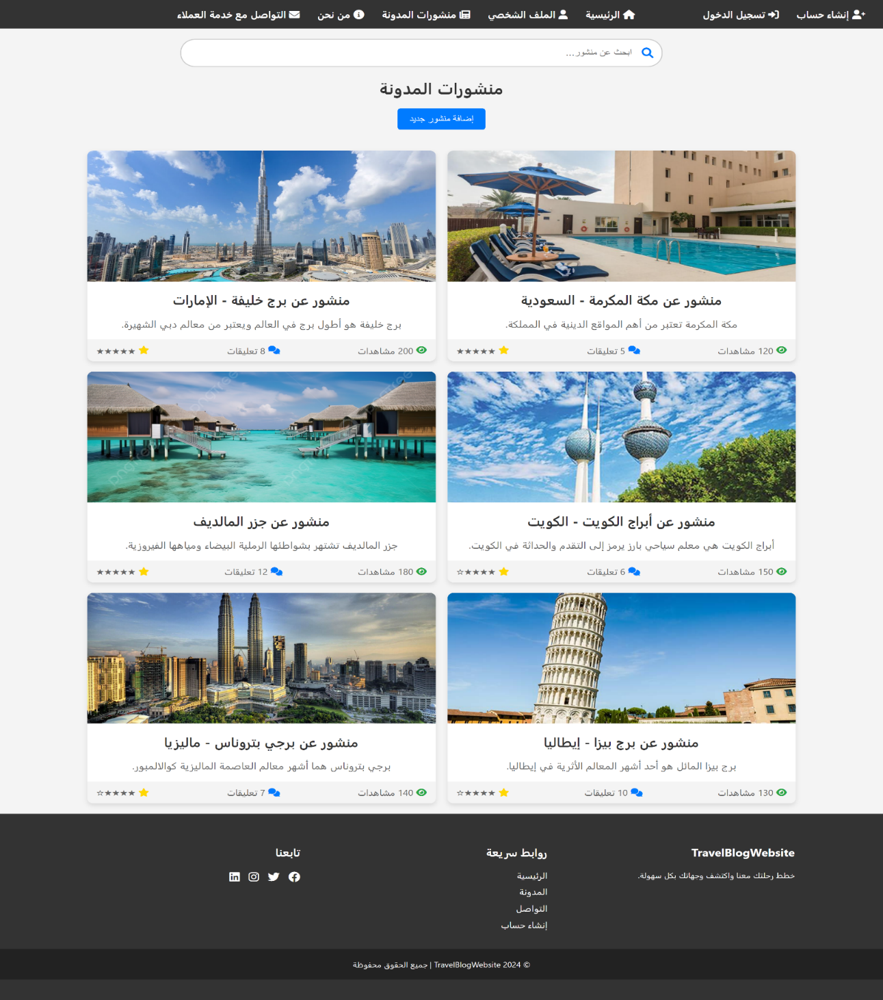 إنشاء حساب
تسجيل الدخول
الرئيسية
الملف الشخصي
منشورات المدونة
من نحن
التواصل مع خدمة العملاء
ابحث عن منشور...
منشورات المدونة
إضافة منشور جديد
منشور عن مكة المكرمة - السعودية
مكة المكرمة تعتبر من أهم المواقع الدينية في المملكة.
120 مشاهدات
5 تعليقات
★★★★★
منشور عن برج خليفة - الإمارات
برج خليفة هو أطول برج في العالم ويعتبر من معالم دبي الشهيرة.
200 مشاهدات
8 تعليقات
★★★★★
منشور عن أبراج الكويت - الكويت
أبراج الكويت هي معلم سياحي بارز يرمز إلى التقدم والحداثة في الكويت.
150 مشاهدات
6 تعليقات
★★★★☆
pngtree
منشور عن جزر المالديف
جزر المالديف تشتهر بشواطئها الرملية البيضاء ومياهها الفيروزية.
180 مشاهدات
12 تعليقات
★★★★★
منشور عن برج بيزا - إيطاليا
برج بيزا المائل هو أحد أشهر المعالم الأثرية في إيطاليا.
130 مشاهدات
10 تعليقات
★★★★☆
منشور عن برجي بتروناس - ماليزيا
برجي بتروناس هما أشهر معالم العاصمة الماليزية كوالالمبور.
140 مشاهدات
7 تعليقات
★★★★☆
TravelBlogWebsite
خطط رحلتك معنا واكتشف وجهاتك بكل سهولة.
روابط سريعة
الرئيسية
المدونة
التواصل
إنشاء حساب
تابعنا
© 2024 TravelBlogWebsite | جميع الحقوق محفوظة